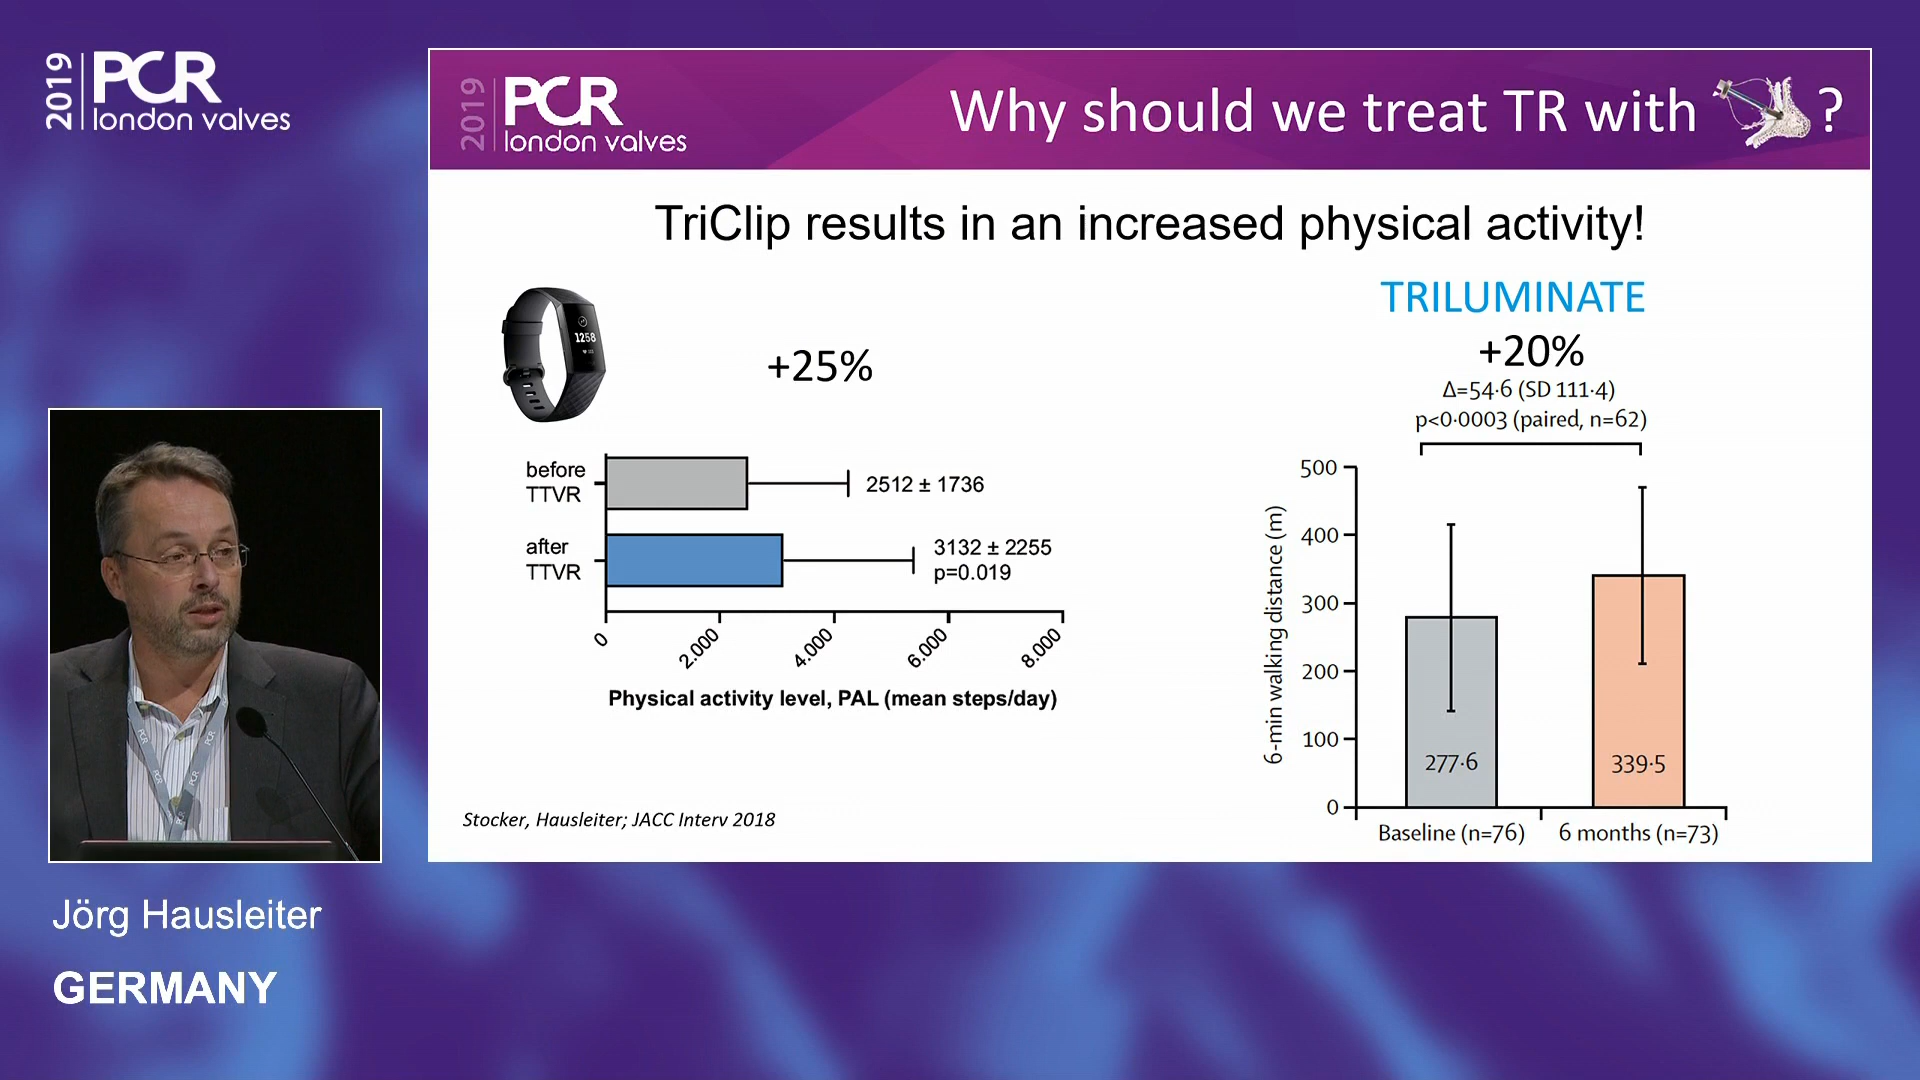 2019 PCR
london valves
2019 PCR
london valves
Why should we treat TR with ?
TriClip results in an increased physical activity!
1258
+25%
before
TTVR
2512 ± 1736
after
TTVR
3132 ± 2255
p=0.019
0 2.000 4.000 6.000 8.000
Physical activity level, PAL (mean steps/day)
Stocker, Hausleiter; JACC Interv 2018
TRILUMINATE
+20%
Δ=54·6 (SD 111·4)
p<0·0003 (paired, n=62)
6-min walking distance (m)
500
400
300
200
100
0
277·6
339·5
Baseline (n=76)
6 months (n=73)
PCR
PCR
PCR
Jörg Hausleiter
GERMANY